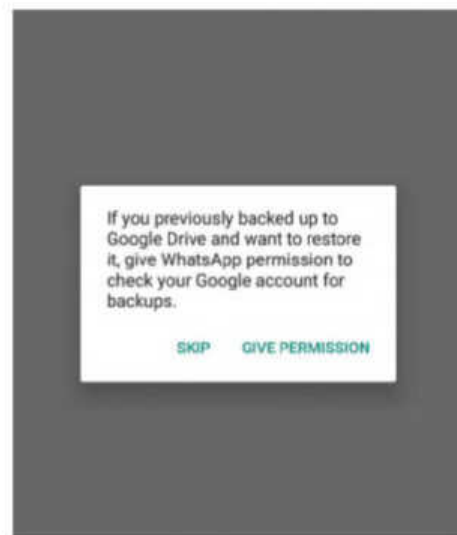 If you previously backed up to
Google Drive and want to restore
it, give WhatsApp permission to
check your Google account for
backups.
SKIP GIVE PERMISSION